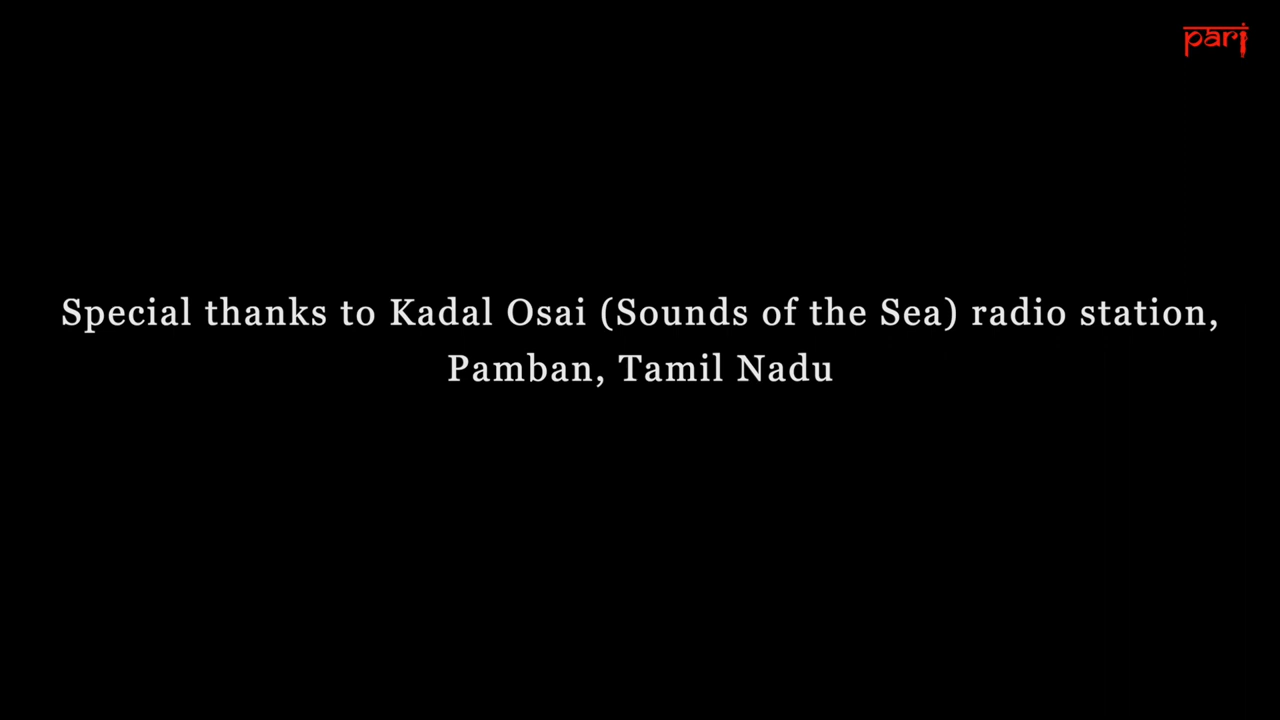 pari
Special thanks to Kadal Osai (Sounds of the Sea) radio station,
Pamban, Tamil Nadu